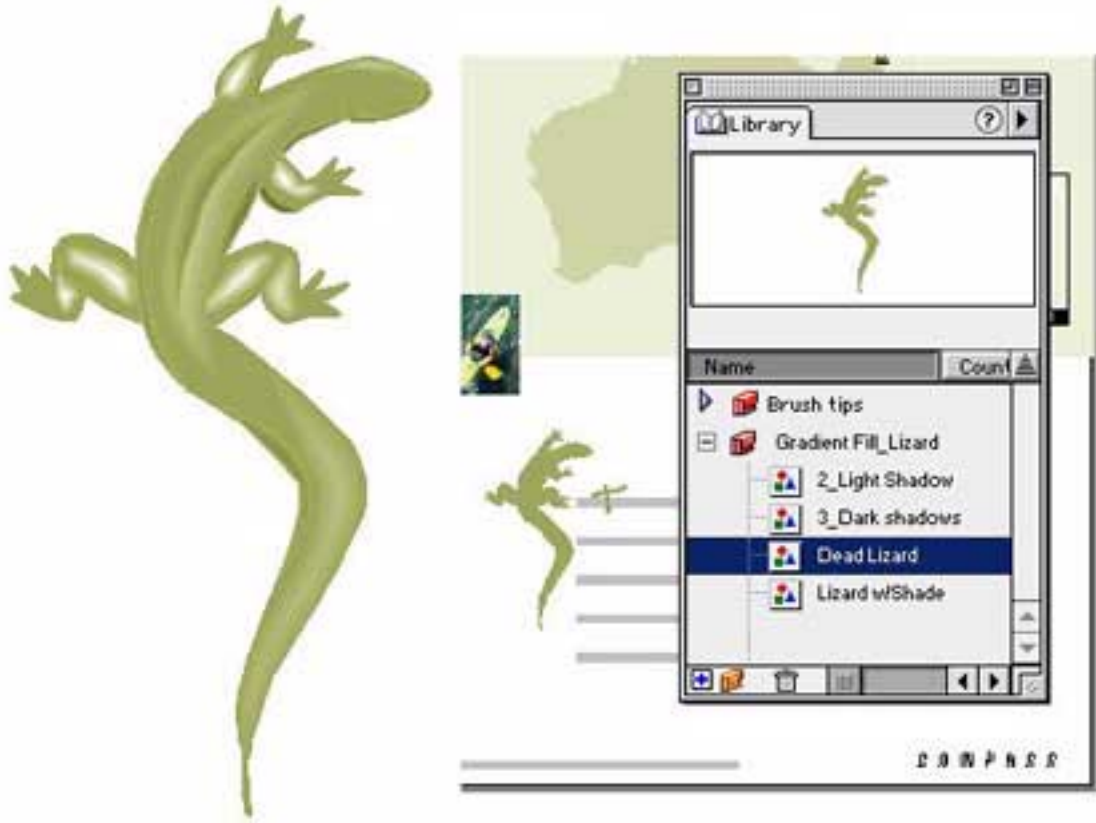 Library ?
Name Count
Brush tips
Gradient Fill_Lizard
2_Light Shadow
3_Dark shadows
Dead Lizard
Lizard w/Shade
COMPASS